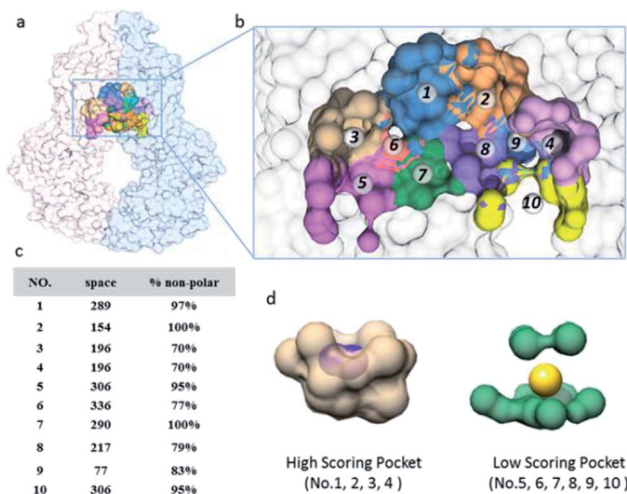 a
b
1
2
3
6
8
9
4
5
7
10
c
NO. space % non-polar
1 289 97%
2 154 100%
3 196 70%
4 196 70%
5 306 95%
6 336 77%
7 290 100%
8 217 79%
9 77 83%
10 306 95%
d
High Scoring Pocket
(No.1, 2, 3, 4 )
Low Scoring Pocket
(No.5, 6, 7, 8, 9, 10 )